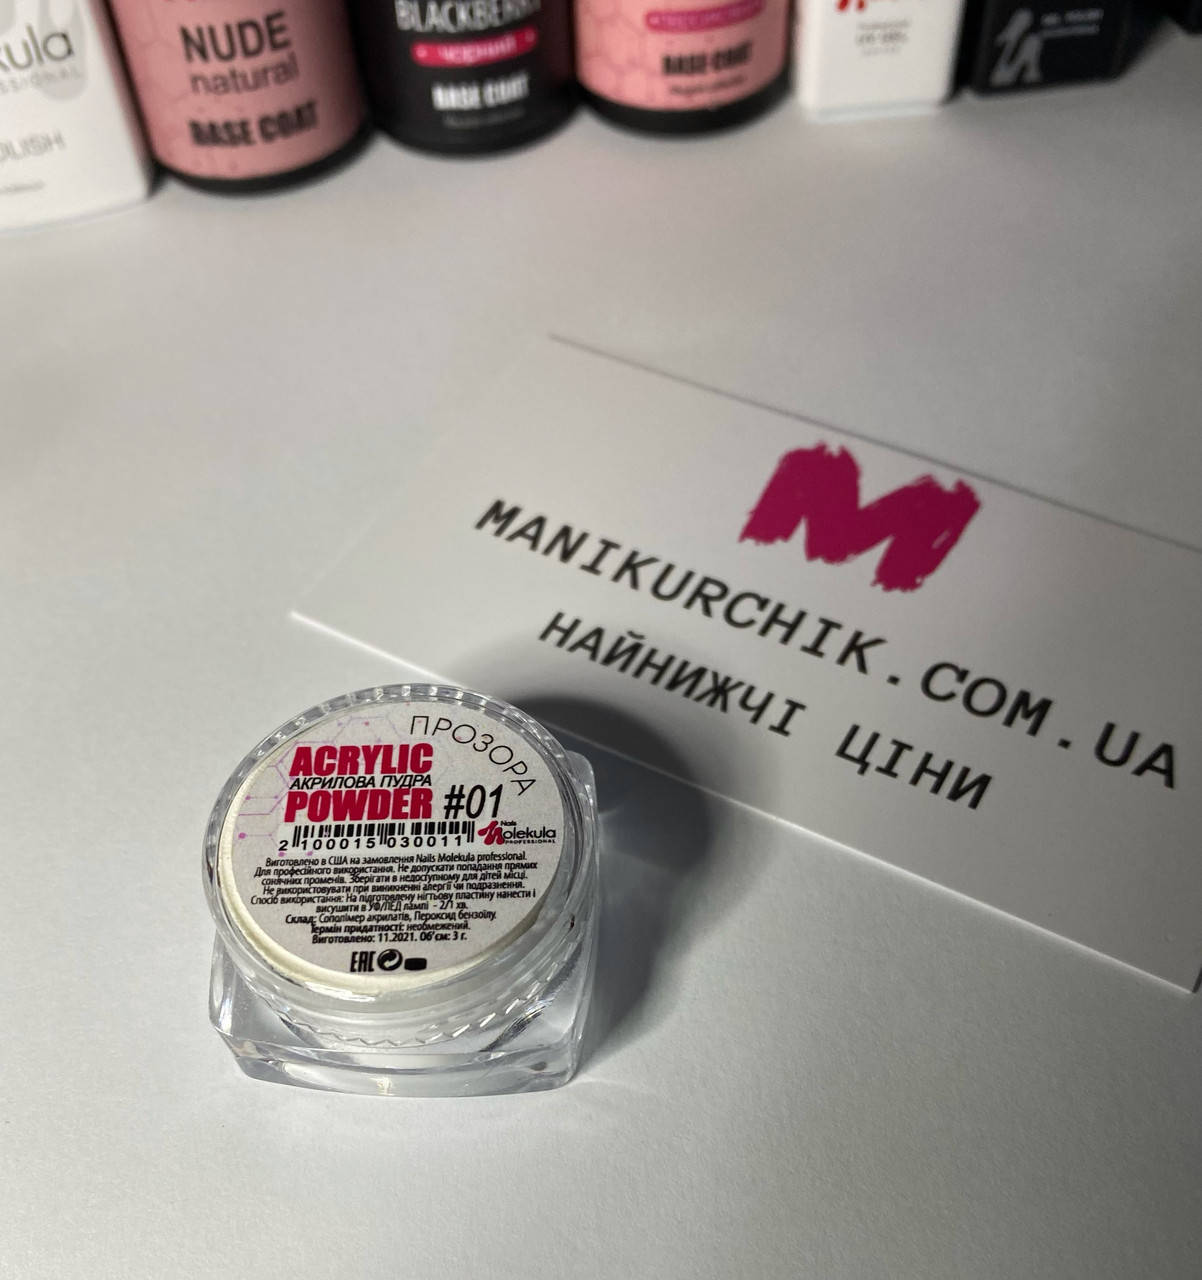 kula
SSIONAL
OLISH
NUDE
natural
BASE COAT
BLACKBERRY
чорний
BASE COAT
BASE COAT
M
MANIKURCHIK.COM.UA
НАЙНИЖЧІ ЦІНИ
ПРОЗОРА
ACRYLIC
АКРИЛОВА ПУДРА
POWDER #01
2 100015 030011
Nails
Molekula
PROFESSIONAL
Виготовлено в США на замовлення Nails Molekula professional.
Для професійного використання. Не допускати попадання прямих
сонячних променів. Зберігати в недоступному для дітей місці.
Не використовувати при виникненні алергії чи подразнення.
Спосіб використання: На підготовлену нігтьову пластину нанести і
висушити в УФ/ЛЕД лампі - 2/1 хв.
Склад: Сополімер акрилатів, Пероксид бензоїлу.
Термін придатності: необмежений.
Виготовлено: 11.2021. Об'єм: 3 г.
EAC